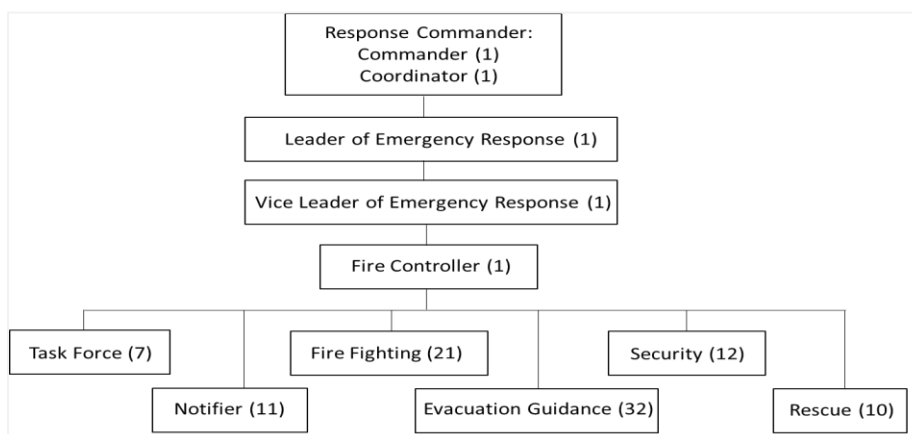 Response Commander:
Commander (1)
Coordinator (1)
Leader of Emergency Response (1)
Vice Leader of Emergency Response (1)
Fire Controller (1)
Task Force (7)
Fire Fighting (21)
Security (12)
Notifier (11)
Evacuation Guidance (32)
Rescue (10)